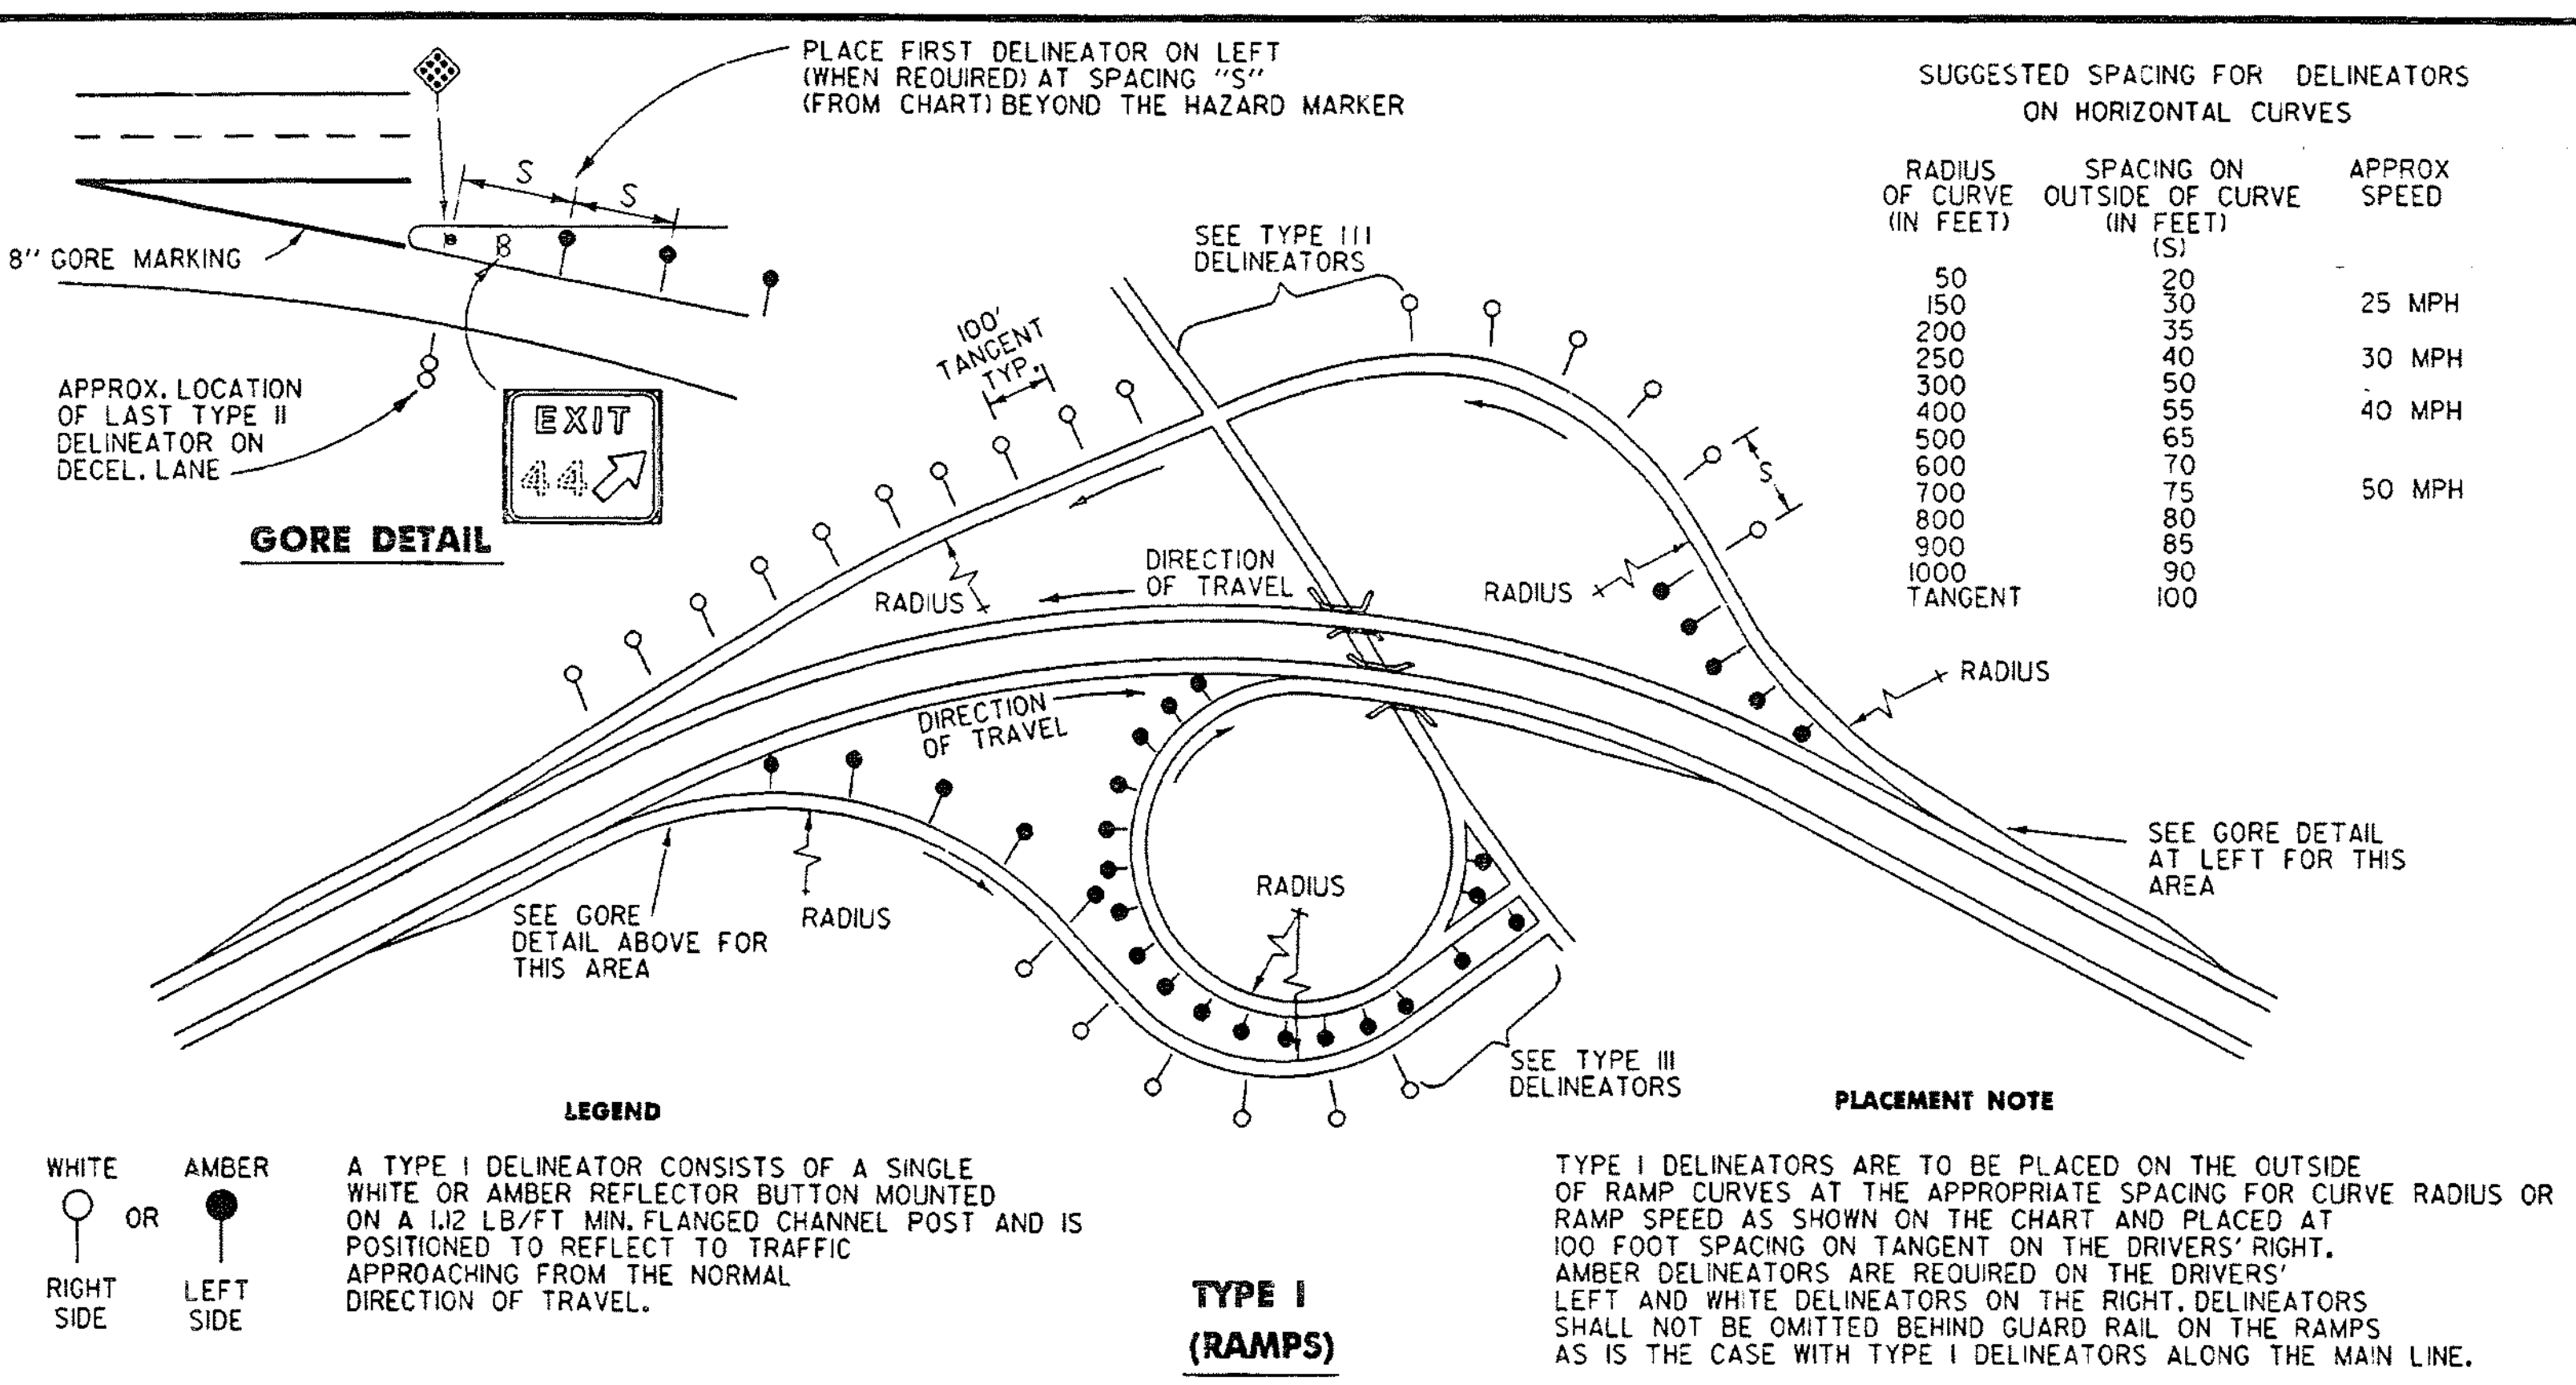 PLACE FIRST DELINEATOR ON LEFT
(WHEN REQUIRED) AT SPACING "S"
(FROM CHART) BEYOND THE HAZARD MARKER
S
S
8
8" GORE MARKING
APPROX. LOCATION
OF LAST TYPE II
DELINEATOR ON
DECEL. LANE
EXIT
44
GORE DETAIL
SUGGESTED SPACING FOR DELINEATORS
ON HORIZONTAL CURVES
RADIUS OF CURVE (IN FEET) SPACING ON OUTSIDE OF CURVE (IN FEET) (S) APPROX SPEED
50 20
150 30 25 MPH
200 35
250 40 30 MPH
300 50
400 55 40 MPH
500 65
600 70
700 75 50 MPH
800 80
900 85
1000 90
TANGENT 100
SEE TYPE III
DELINEATORS
100'
TANGENT
TYP.
S
RADIUS
DIRECTION
OF TRAVEL
RADIUS
RADIUS
DIRECTION
OF TRAVEL
SEE GORE
DETAIL ABOVE FOR
THIS AREA
RADIUS
RADIUS
SEE GORE DETAIL
AT LEFT FOR THIS
AREA
SEE TYPE III
DELINEATORS
LEGEND
WHITE OR AMBER
RIGHT SIDE
LEFT SIDE
A TYPE I DELINEATOR CONSISTS OF A SINGLE
WHITE OR AMBER REFLECTOR BUTTON MOUNTED
ON A 1.12 LB/FT MIN. FLANGED CHANNEL POST AND IS
POSITIONED TO REFLECT TO TRAFFIC
APPROACHING FROM THE NORMAL
DIRECTION OF TRAVEL.
TYPE I
(RAMPS)
PLACEMENT NOTE
TYPE I DELINEATORS ARE TO BE PLACED ON THE OUTSIDE
OF RAMP CURVES AT THE APPROPRIATE SPACING FOR CURVE RADIUS OR
RAMP SPEED AS SHOWN ON THE CHART AND PLACED AT
100 FOOT SPACING ON TANGENT ON THE DRIVERS' RIGHT.
AMBER DELINEATORS ARE REQUIRED ON THE DRIVERS'
LEFT AND WHITE DELINEATORS ON THE RIGHT. DELINEATORS
SHALL NOT BE OMITTED BEHIND GUARD RAIL ON THE RAMPS
AS IS THE CASE WITH TYPE I DELINEATORS ALONG THE MAIN LINE.